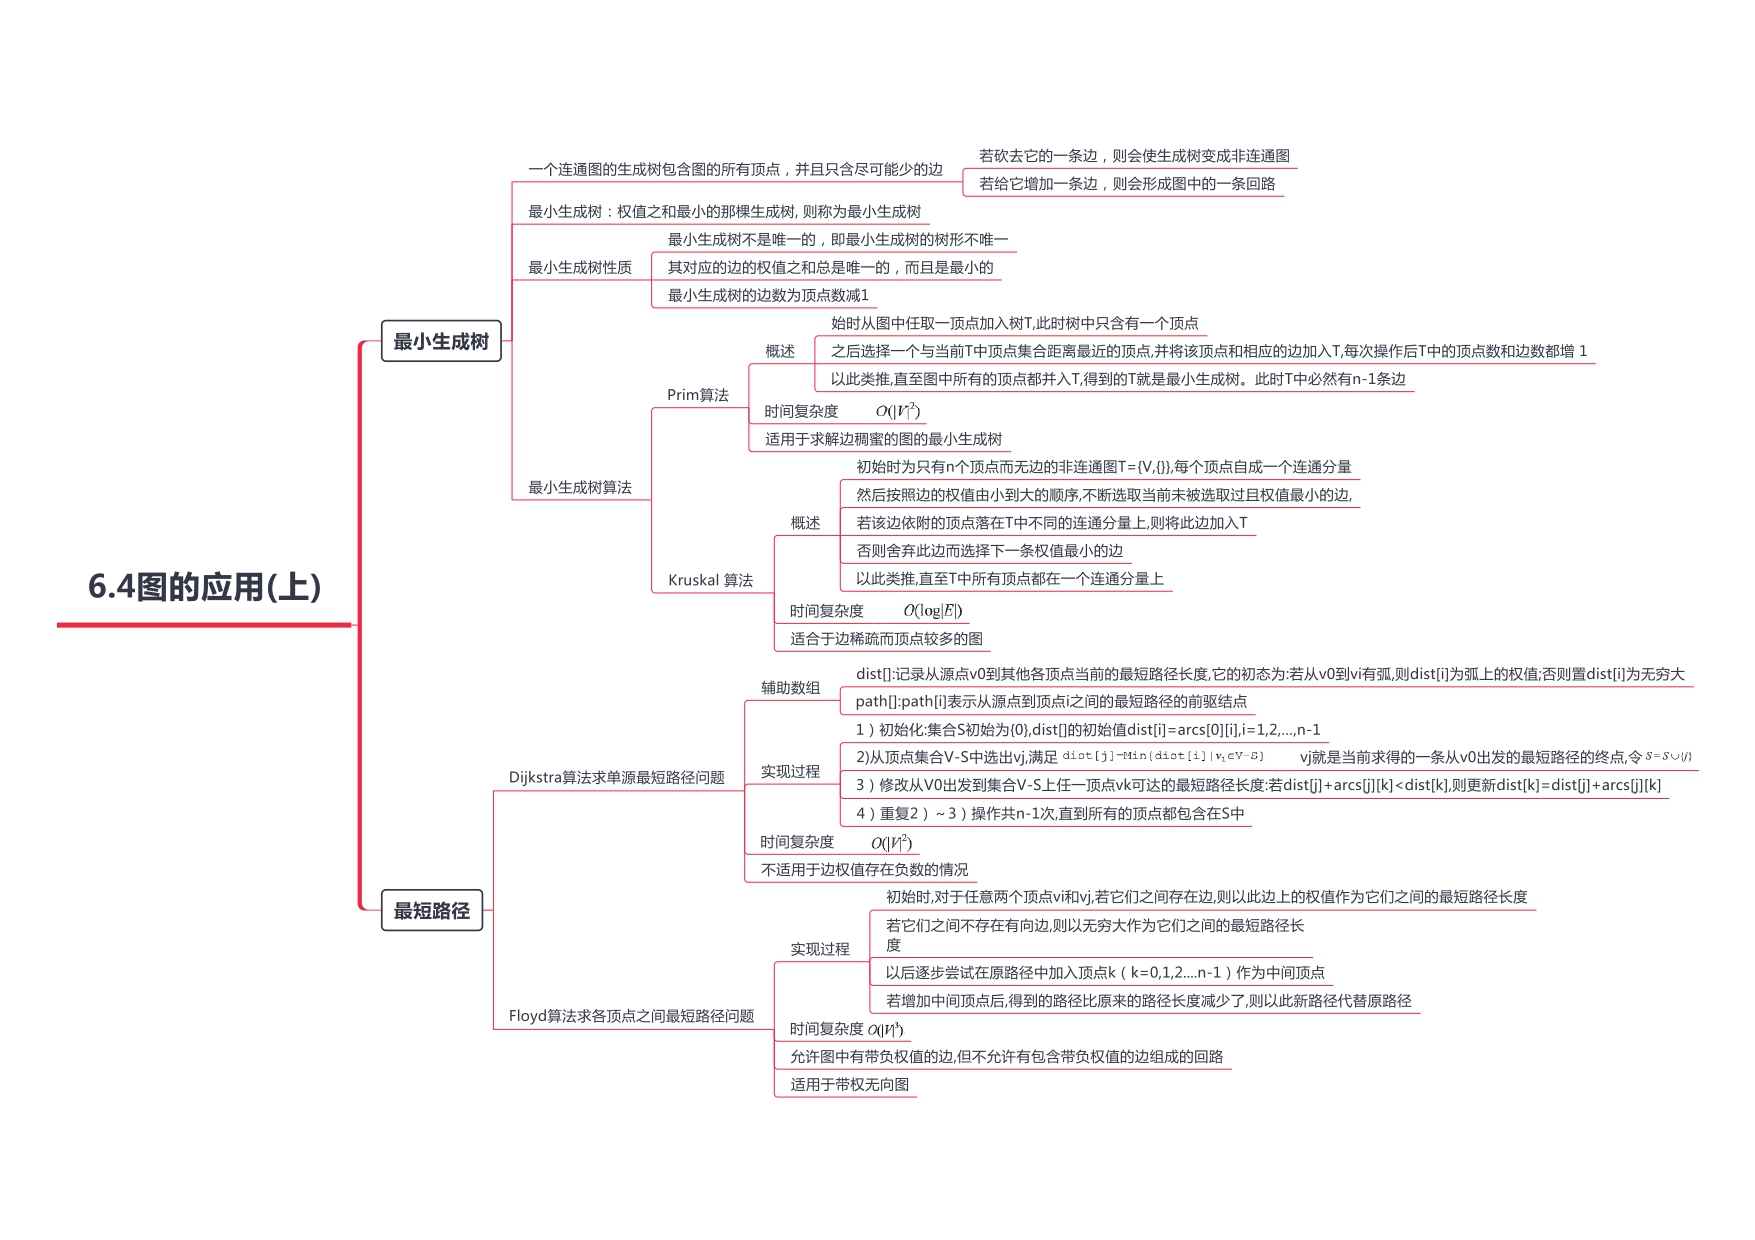 6.4图的应用(上)
最小生成树
一个连通图的生成树包含图的所有顶点，并且只含尽可能少的边
若砍去它的一条边，则会使生成树变成非连通图
若给它增加一条边，则会形成图中的一条回路
最小生成树：权值之和最小的那棵生成树, 则称为最小生成树
最小生成树性质
最小生成树不是唯一的，即最小生成树的树形不唯一
其对应的边的权值之和总是唯一的，而且是最小的
最小生成树的边数为顶点数减1
最小生成树算法
Prim算法
概述
始时从图中任取一顶点加入树T,此时树中只含有一个顶点
之后选择一个与当前T中顶点集合距离最近的顶点,并将该顶点和相应的边加入T,每次操作后T中的顶点数和边数都增 1
以此类推,直至图中所有的顶点都并入T,得到的T就是最小生成树。此时T中必然有n-1条边
时间复杂度 O(|V|²)
适用于求解边稠蜜的图的最小生成树
Kruskal 算法
概述
初始时为只有n个顶点而无边的非连通图T={V,{}},每个顶点自成一个连通分量
然后按照边的权值由小到大的顺序,不断选取当前未被选取过且权值最小的边,
若该边依附的顶点落在T中不同的连通分量上,则将此边加入T
否则舍弃此边而选择下一条权值最小的边
以此类推,直至T中所有顶点都在一个连通分量上
时间复杂度 O(log|E|)
适合于边稀疏而顶点较多的图
最短路径
Dijkstra算法求单源最短路径问题
辅助数组
dist[]:记录从源点v0到其他各顶点当前的最短路径长度,它的初态为:若从v0到vi有弧,则dist[i]为弧上的权值;否则置dist[i]为无穷大
path[]:path[i]表示从源点到顶点i之间的最短路径的前驱结点
实现过程
1）初始化:集合S初始为{0},dist[]的初始值dist[i]=arcs[0][i],i=1,2,...,n-1
2)从顶点集合V-S中选出vj,满足 dist[j]=Min{dist[i]|vᵢ∈V-S} vj就是当前求得的一条从v0出发的最短路径的终点,令 S=S∪{j}
3）修改从V0出发到集合V-S上任一顶点vk可达的最短路径长度:若dist[j]+arcs[j][k]<dist[k],则更新dist[k]=dist[j]+arcs[j][k]
4）重复2）~3）操作共n-1次,直到所有的顶点都包含在S中
时间复杂度 O(|V|²)
不适用于边权值存在负数的情况
Floyd算法求各顶点之间最短路径问题
实现过程
初始时,对于任意两个顶点vi和vj,若它们之间存在边,则以此边上的权值作为它们之间的最短路径长度
若它们之间不存在有向边,则以无穷大作为它们之间的最短路径长
度
以后逐步尝试在原路径中加入顶点k（k=0,1,2....n-1）作为中间顶点
若增加中间顶点后,得到的路径比原来的路径长度减少了,则以此新路径代替原路径
时间复杂度 O(|V|³)
允许图中有带负权值的边,但不允许有包含带负权值的边组成的回路
适用于带权无向图